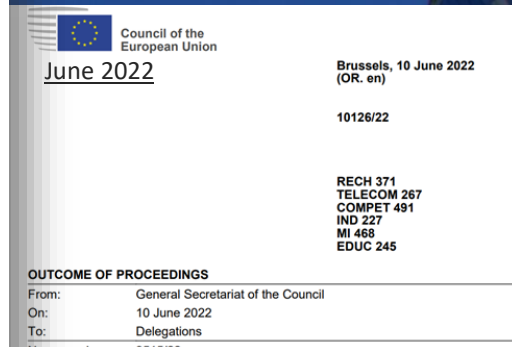 Council of the
European Union
June 2022
Brussels, 10 June 2022
(OR. en)
10126/22
RECH 371
TELECOM 267
COMPET 491
IND 227
MI 468
EDUC 245
OUTCOME OF PROCEEDINGS
From: General Secretariat of the Council
On: 10 June 2022
To: Delegations